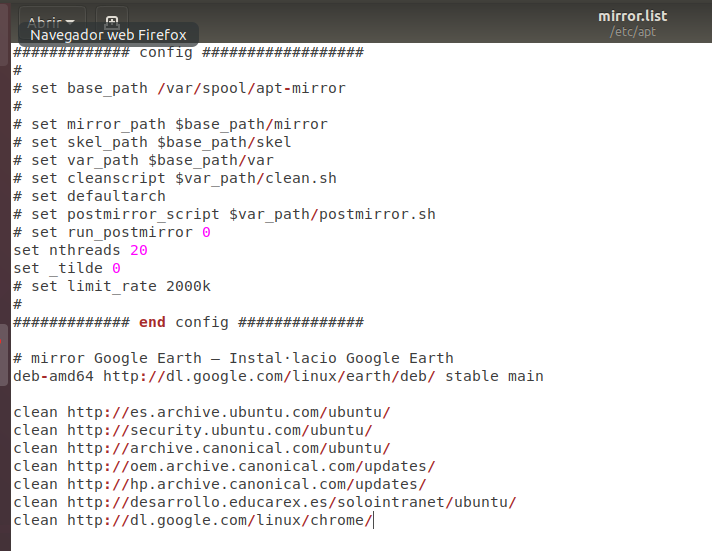 Abrir
mirror.list
/etc/apt
Navegador web Firefox
############# config ##################
#
# set base_path /var/spool/apt-mirror
#
# set mirror_path $base_path/mirror
# set skel_path $base_path/skel
# set var_path $base_path/var
# set cleanscript $var_path/clean.sh
# set defaultarch
# set postmirror_script $var_path/postmirror.sh
# set run_postmirror 0
set nthreads 20
set _tilde 0
# set limit_rate 2000k
#
############# end config ##############
# mirror Google Earth – Instal·lacio Google Earth
deb-amd64 http://dl.google.com/linux/earth/deb/ stable main
clean http://es.archive.ubuntu.com/ubuntu/
clean http://security.ubuntu.com/ubuntu/
clean http://archive.canonical.com/ubuntu/
clean http://oem.archive.canonical.com/updates/
clean http://hp.archive.canonical.com/updates/
clean http://desarrollo.educarex.es/solointranet/ubuntu/
clean http://dl.google.com/linux/chrome/